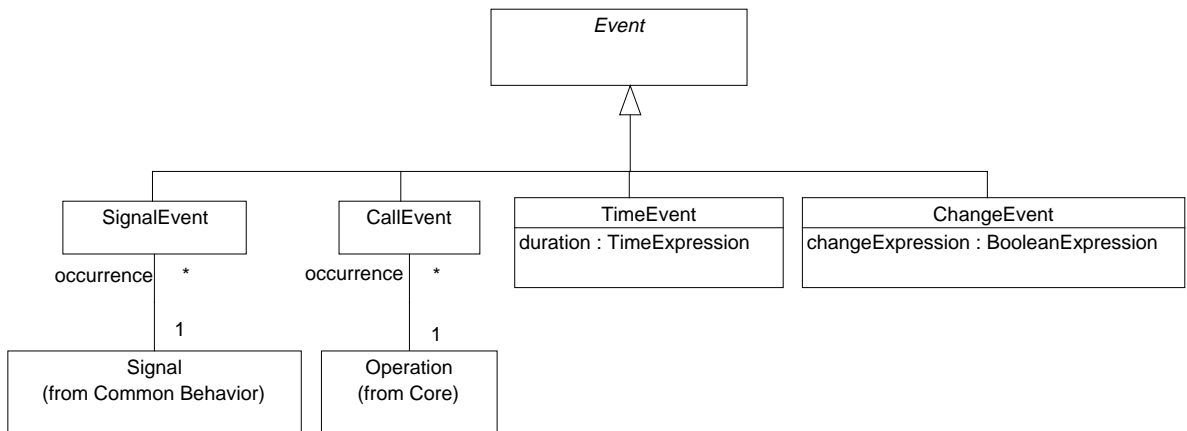 Event
SignalEvent
CallEvent
TimeEvent
duration : TimeExpression
ChangeEvent
changeExpression : BooleanExpression
occurrence *
occurrence *
1
1
Signal
(from Common Behavior)
Operation
(from Core)